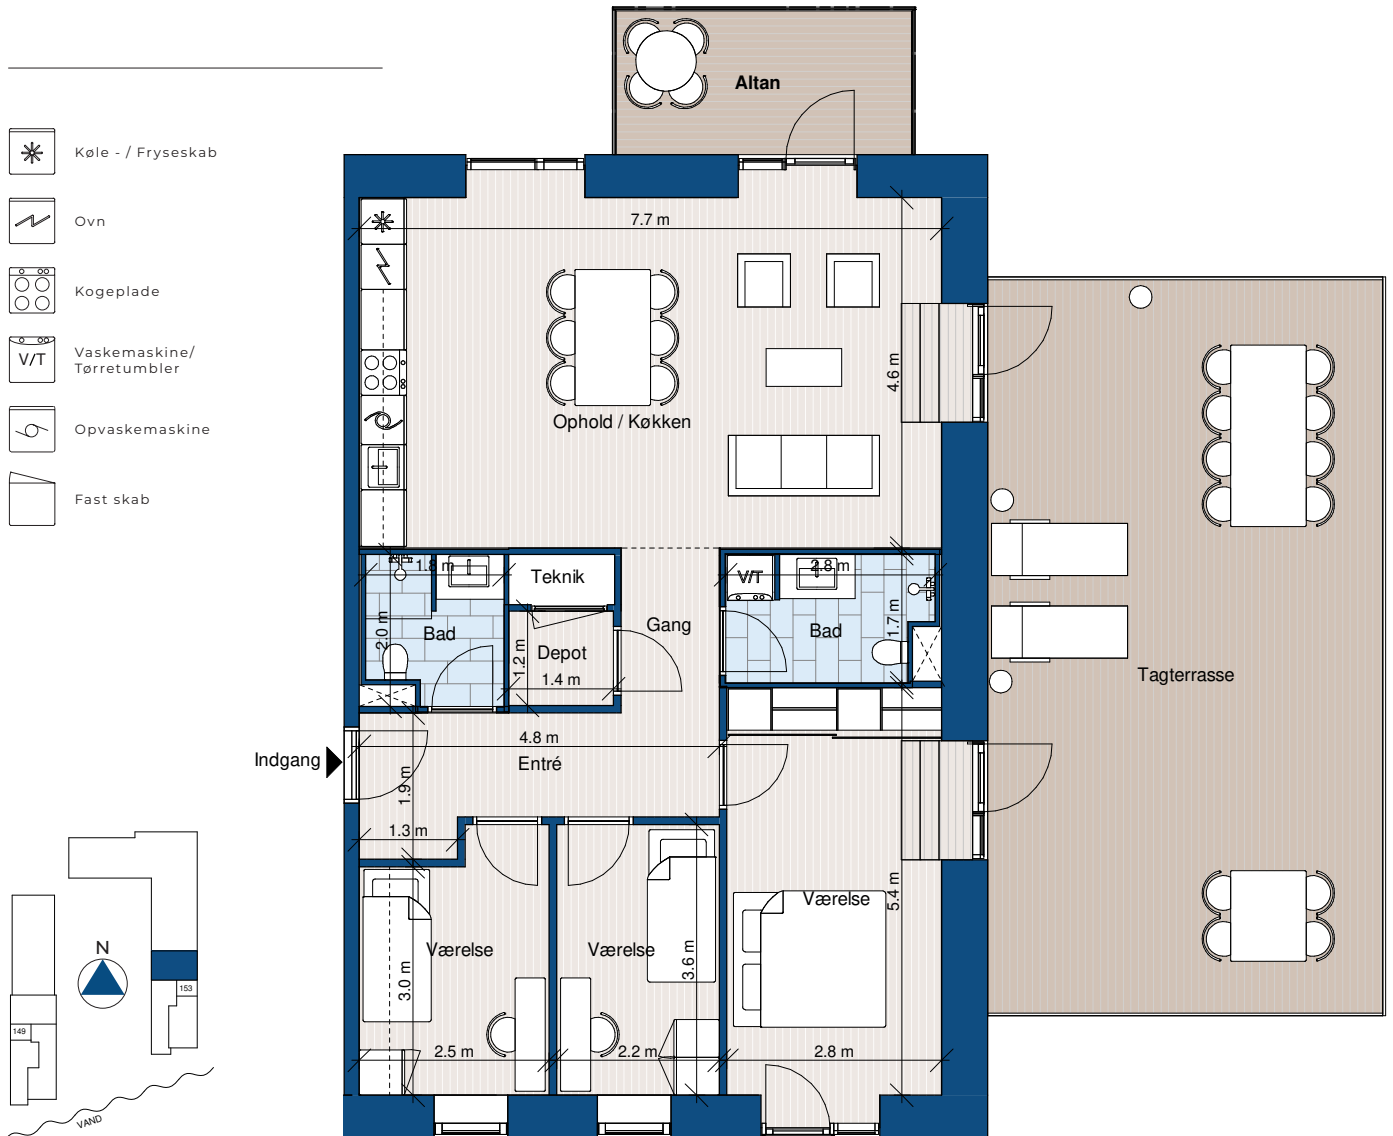 Køle - / Fryseskab
Ovn
Kogeplade
V/T
Vaskemaskine/
Tørretumbler
Opvaskemaskine
Fast skab
Altan
7.7 m
4.6 m
Ophold / Køkken
1.8 m
Teknik
V/T
2.8 m
2.0 m
Bad
1.2 m
Depot
1.4 m
Gang
Bad
1.7 m
Tagterrasse
Indgang
4.8 m
Entré
1.9 m
1.3 m
Værelse
3.0 m
2.5 m
Værelse
3.6 m
2.2 m
Værelse
5.4 m
2.8 m
N
153
149
VAND